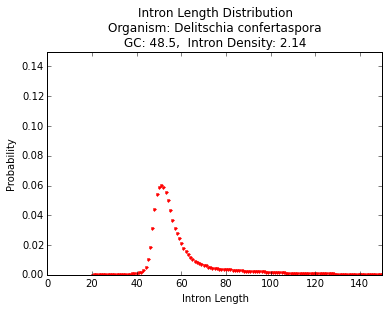 Intron Length Distribution
Organism: Delitschia confertaspora
GC: 48.5,  Intron Density: 2.14
0.14
0.12
0.10
0.08
0.06
0.04
0.02
0.00
Probability
0 20 40 60 80 100 120 140
Intron Length